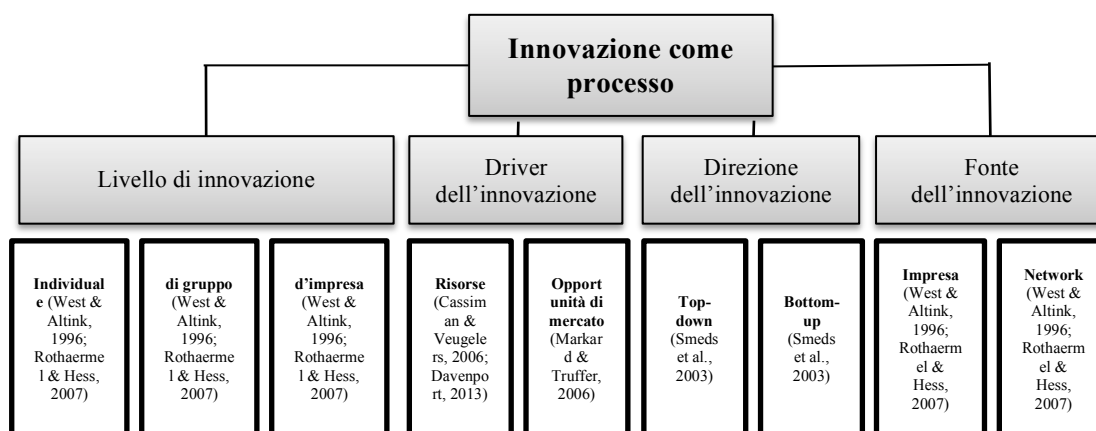 Innovazione come
processo
Livello di innovazione
Driver
dell’innovazione
Direzione
dell’innovazione
Fonte
dell’innovazione
Individual
e (West &
Altink,
1996;
Rothaerme
l & Hess,
2007)
di gruppo
(West &
Altink,
1996;
Rothaerme
l & Hess,
2007)
d’impresa
(West &
Altink,
1996;
Rothaerme
l & Hess,
2007)
Risorse
(Cassim
an &
Veugele
rs, 2006;
Davenpo
rt, 2013)
Opport
unità di
mercato
(Markar
d &
Truffer,
2006)
Top-
down
(Smeds
et al.,
2003)
Bottom-
up
(Smeds
et al.,
2003)
Impresa
(West &
Altink,
1996;
Rothaerm
el &
Hess,
2007)
Network
(West &
Altink,
1996;
Rothaerm
el &
Hess,
2007)